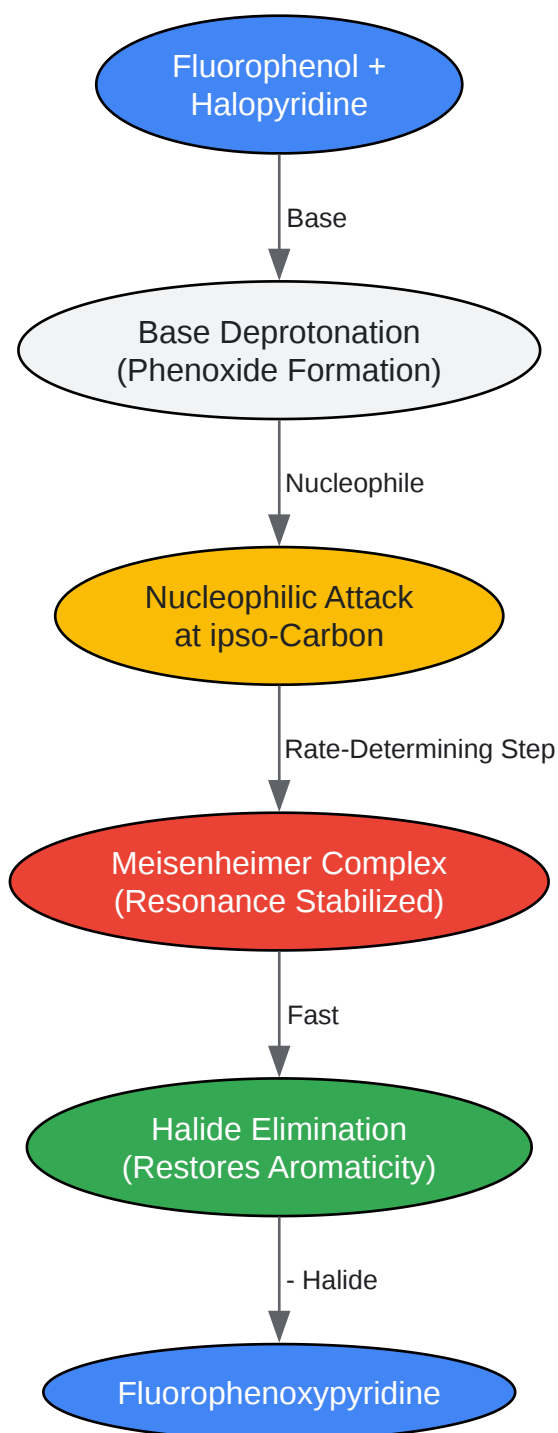 Fluorophenol +
Halopyridine
Base
Base Deprotonation
(Phenoxide Formation)
Nucleophile
Nucleophilic Attack
at ipso-Carbon
Rate-Determining Step
Meisenheimer Complex
(Resonance Stabilized)
Fast
Halide Elimination
(Restores Aromaticity)
- Halide
Fluorophenoxypyridine